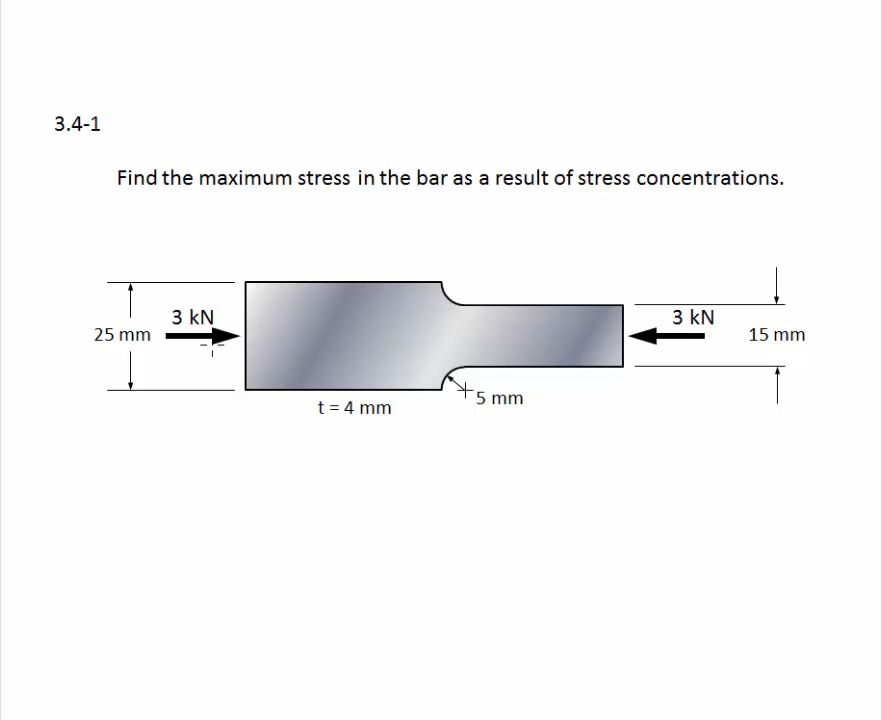 3.4-1
Find the maximum stress in the bar as a result of stress concentrations.
3 kN
3 kN
25 mm
15 mm
5 mm
t = 4 mm